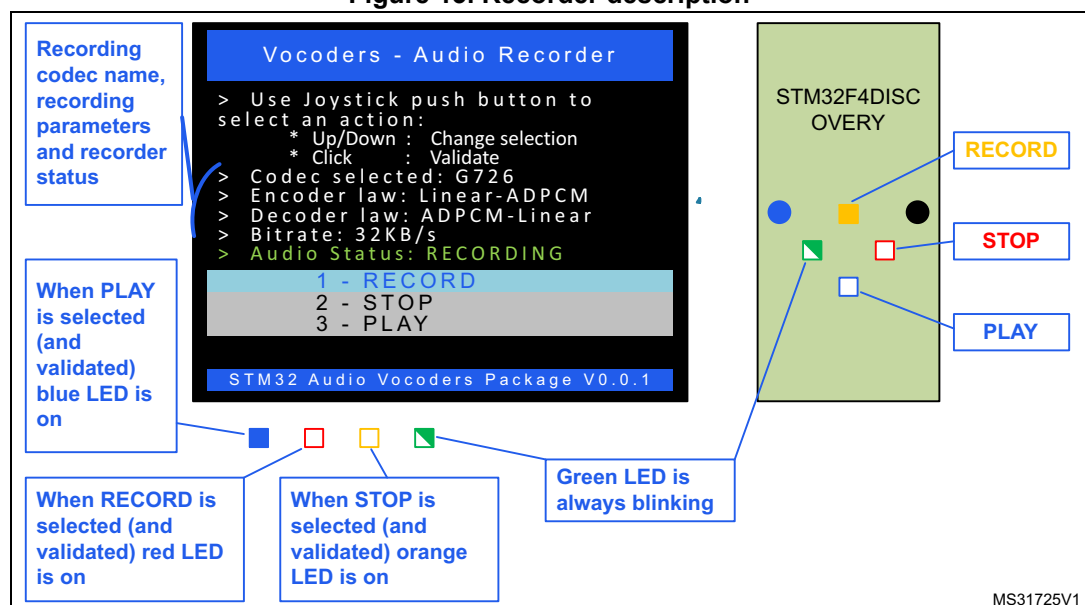 Recording
codec name,
recording
parameters
and recorder
status
Vocoders - Audio Recorder
> Use Joystick push button to
select an action:
* Up/Down : Change selection
* Click : Validate
> Codec selected: G726
> Encoder law: Linear-ADPCM
> Decoder law: ADPCM-Linear
> Bitrate: 32KB/s
> Audio Status: RECORDING
1 - RECORD
2 - STOP
3 - PLAY
STM32 Audio Vocoders Package V0.0.1
STM32F4DISC
OVERY
RECORD
STOP
PLAY
When PLAY
is selected
(and
validated)
blue LED is
on
When RECORD is
selected (and
validated) red LED
is on
When STOP is
selected (and
validated) orange
LED is on
Green LED is
always blinking
MS31725V1